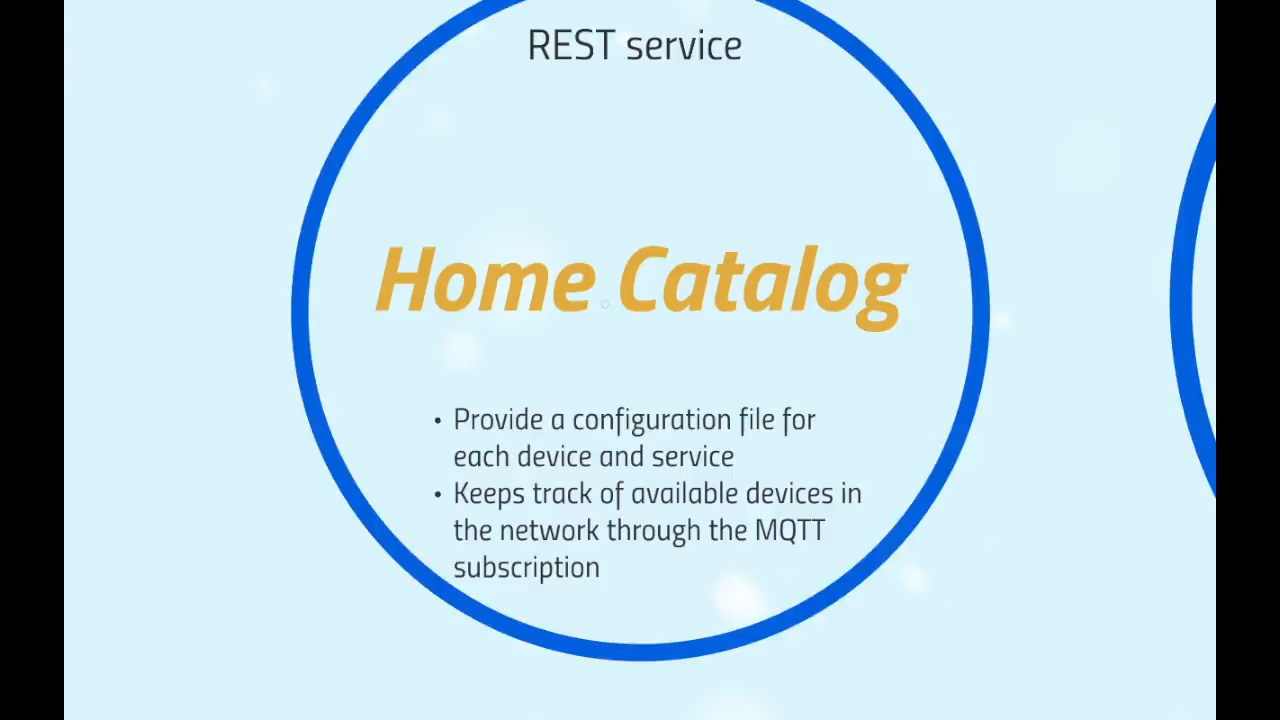 REST service
Home Catalog
• Provide a configuration file for
each device and service
• Keeps track of available devices in
the network through the MQTT
subscription